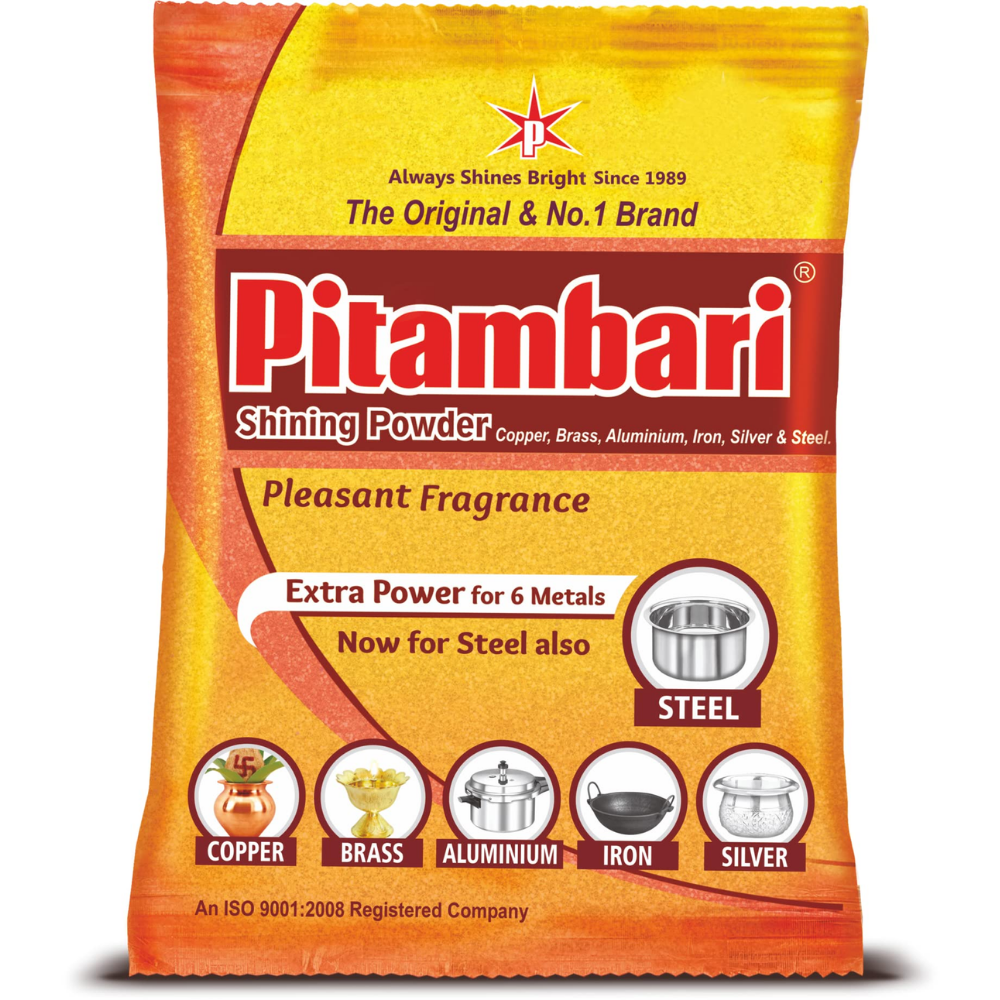 P
Always Shines Bright Since 1989
The Original & No.1 Brand
Pitambari ®
Shining Powder Copper, Brass, Aluminium, Iron, Silver & Steel.
Pleasant Fragrance
Extra Power for 6 Metals
Now for Steel also
STEEL
COPPER BRASS ALUMINIUM IRON SILVER
An ISO 9001:2008 Registered Company